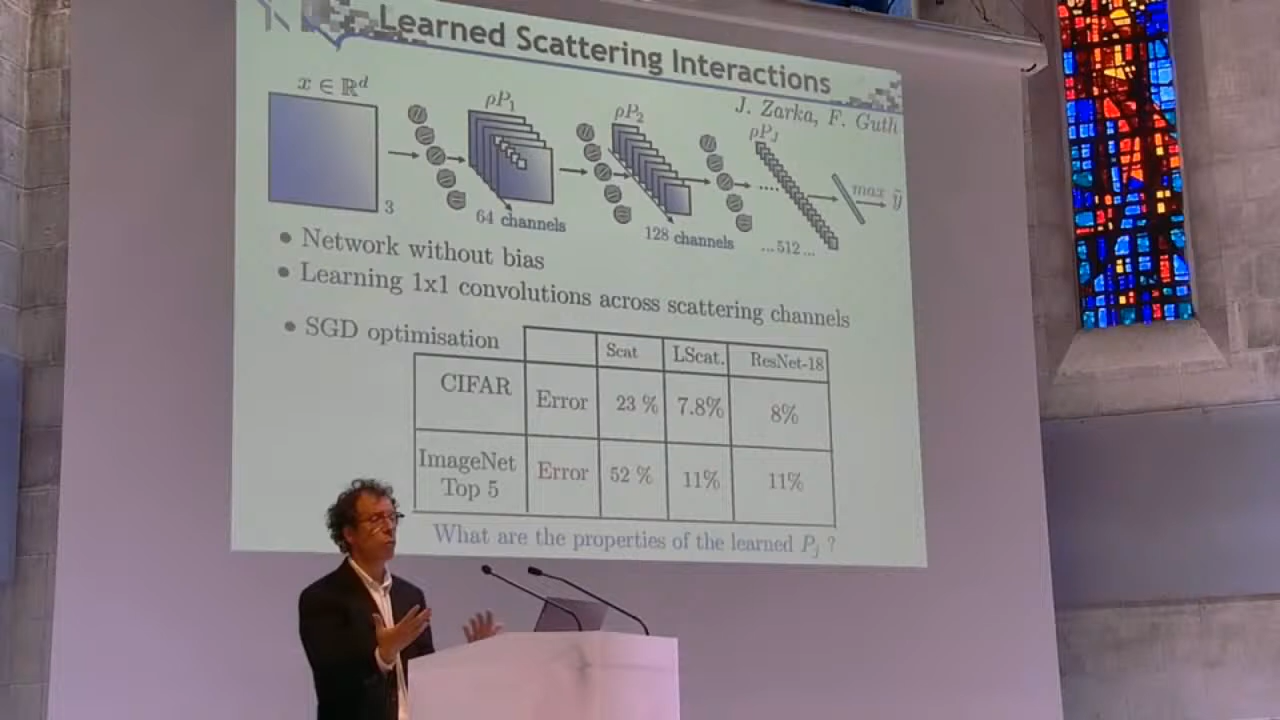 Learned Scattering Interactions
J. Zarka, F. Guth
x ∈ ℝᵈ
ρP₁
ρP₂
ρP_J
3
64 channels
128 channels
...512...
max ỹ
• Network without bias
• Learning 1x1 convolutions across scattering channels
• SGD optimisation
Scat LScat. ResNet-18
CIFAR Error 23 % 7.8% 8%
ImageNet Top 5 Error 52 % 11% 11%
What are the properties of the learned P_j ?